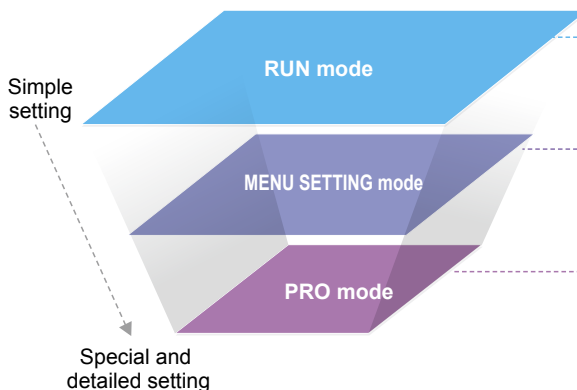 RUN mode
Simple
setting
MENU SETTING mode
PRO mode
Special and
detailed setting